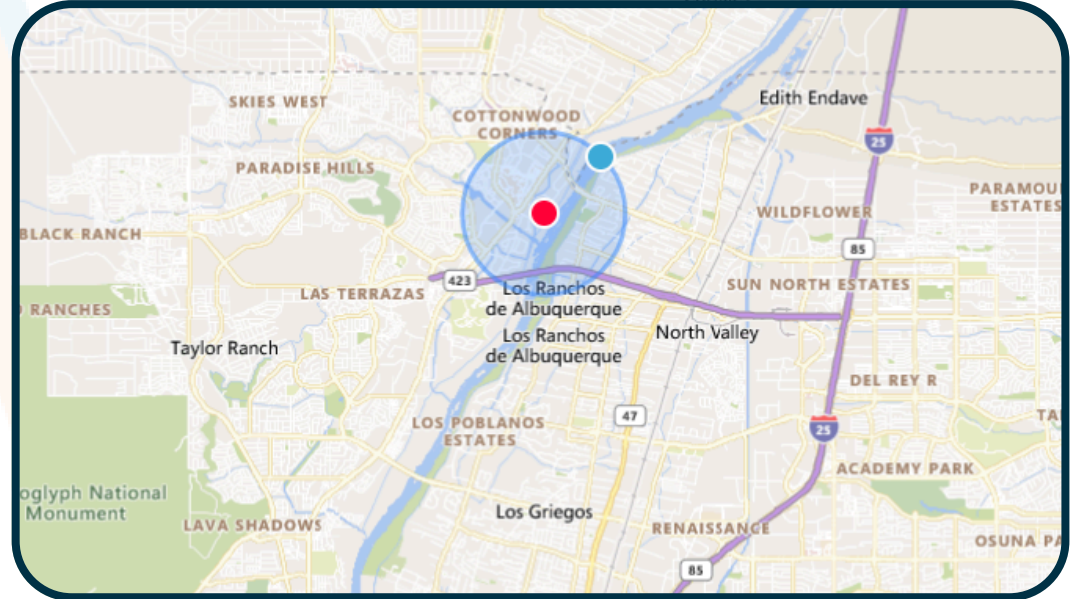 Edith Endave
SKIES WEST
COTTONWOOD
CORNERS
25
PARADISE HILLS
PARAMOU
ESTATES
WILDFLOWER
BLACK RANCH
85
423
LAS TERRAZAS
SUN NORTH ESTATES
Los Ranchos
de Albuquerque
RANCHES
North Valley
Los Ranchos
de Albuquerque
Taylor Ranch
DEL REY R
47
TA
LOS POBLANOS
ESTATES
25
ACADEMY PARK
oglyph National
Monument
Los Griegos
LAVA SHADOWS
RENAISSANCE
OSUNA PA
85